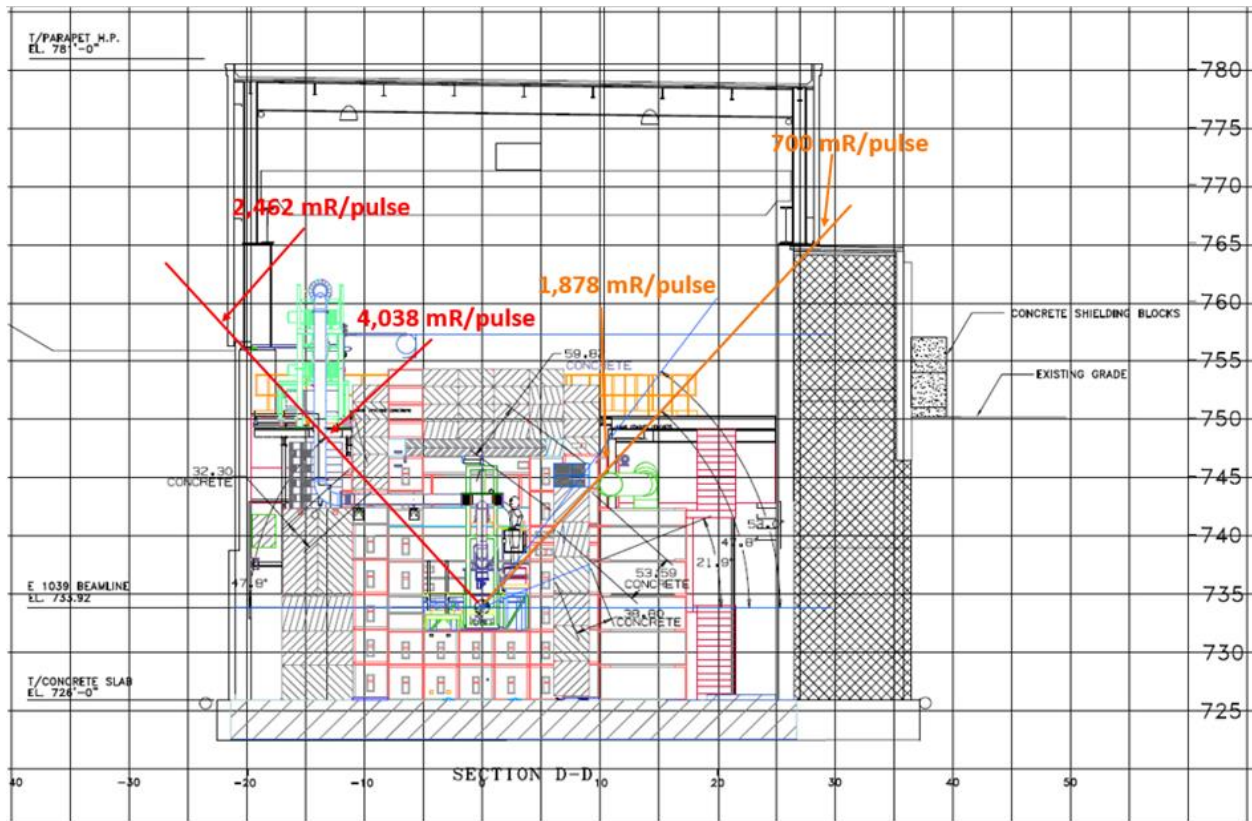 T/PARAPET H.P.
EL. 781'-0"
780
775
700 mR/pulse
770
2,462 mR/pulse
765
1,878 mR/pulse
760
4,038 mR/pulse
CONCRETE SHIELDING BLOCKS
59.82
CONCRETE
755
EXISTING GRADE
750
32.30
CONCRETE
745
53.0°
740
47.8°
21.9°
47.8°
53.59
CONCRETE
E 1039 BEAMLINE
EL. 733.92
735
38.80
CONCRETE
730
T/CONCRETE SLAB
EL. 726'-0"
725
SECTION D-D
40
-30
-20
-10
0
10
20
30
40
50